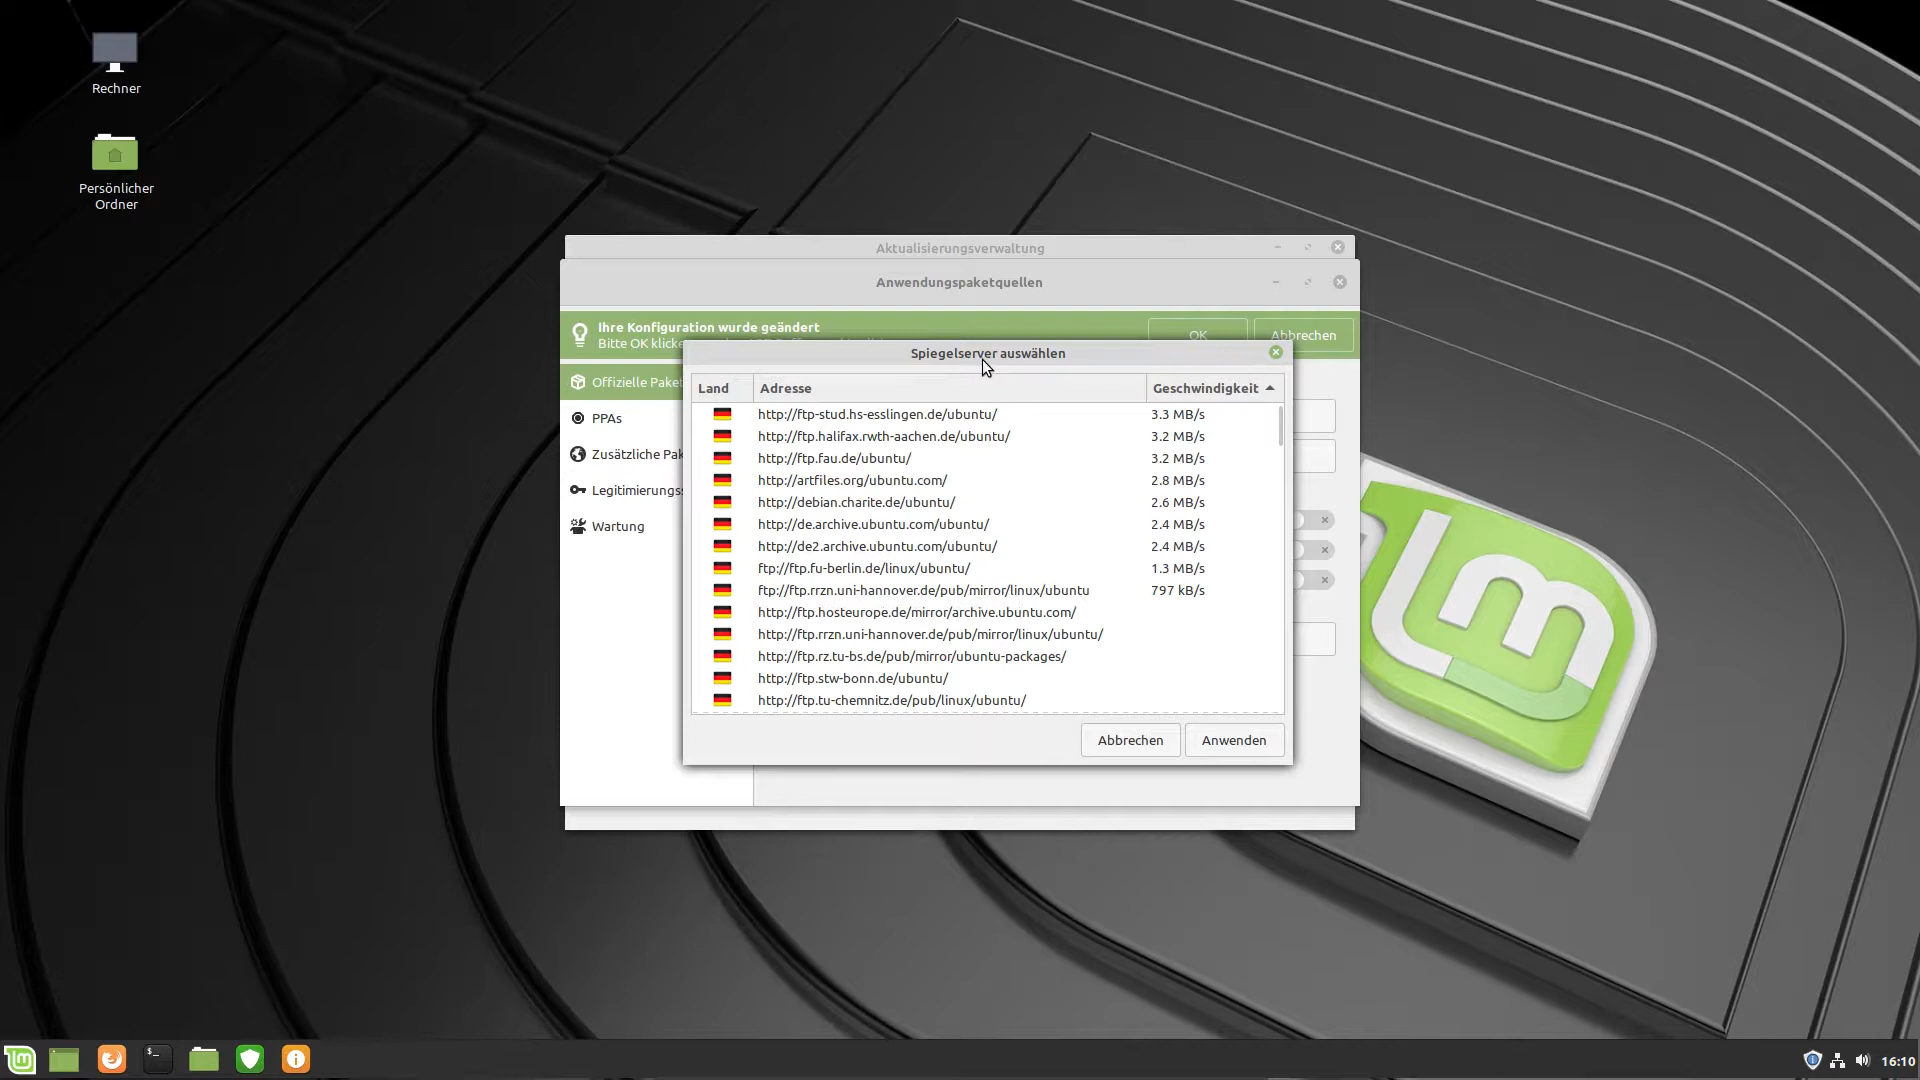 Rechner
Persönlicher
Ordner
Aktualisierungsverwaltung
Anwendungspaketquellen
Ihre Konfiguration wurde geändert
Bitte OK klicke
OK
Abbrechen
Spiegelserver auswählen
Offizielle Paket
PPAs
Zusätzliche Pak
Legitimierungss
Wartung
Land Adresse Geschwindigkeit
http://ftp-stud.hs-esslingen.de/ubuntu/ 3.3 MB/s
http://ftp.halifax.rwth-aachen.de/ubuntu/ 3.2 MB/s
http://ftp.fau.de/ubuntu/ 3.2 MB/s
http://artfiles.org/ubuntu.com/ 2.8 MB/s
http://debian.charite.de/ubuntu/ 2.6 MB/s
http://de.archive.ubuntu.com/ubuntu/ 2.4 MB/s
http://de2.archive.ubuntu.com/ubuntu/ 2.4 MB/s
ftp://ftp.fu-berlin.de/linux/ubuntu/ 1.3 MB/s
ftp://ftp.rrzn.uni-hannover.de/pub/mirror/linux/ubuntu 797 kB/s
http://ftp.hosteurope.de/mirror/archive.ubuntu.com/
http://ftp.rrzn.uni-hannover.de/pub/mirror/linux/ubuntu/
http://ftp.rz.tu-bs.de/pub/mirror/ubuntu-packages/
http://ftp.stw-bonn.de/ubuntu/
http://ftp.tu-chemnitz.de/pub/linux/ubuntu/
Abbrechen
Anwenden
16:10